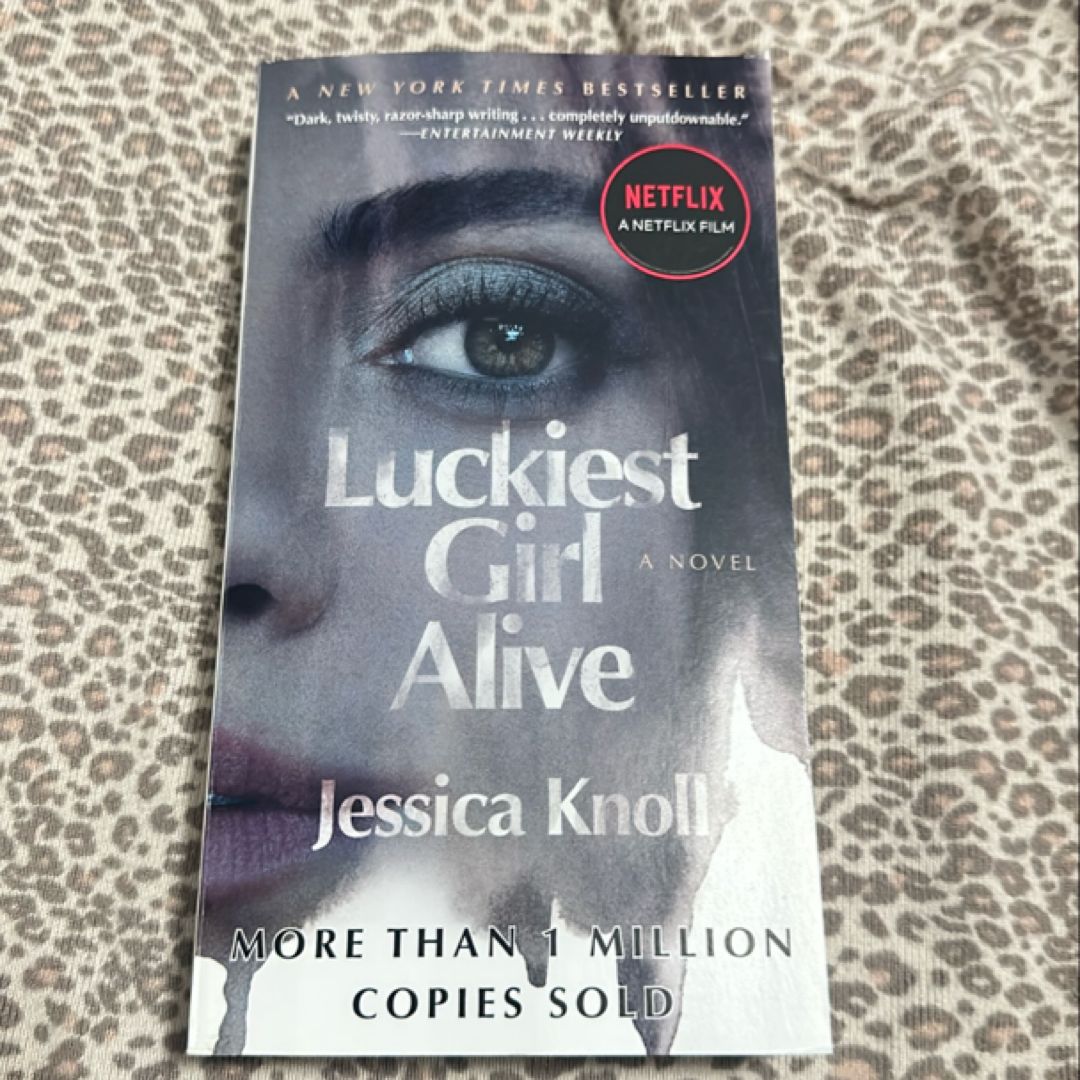 A NEW YORK TIMES BESTSELLER
"Dark, twisty, razor-sharp writing . . . completely unputdownable."
—ENTERTAINMENT WEEKLY
NETFLIX
A NETFLIX FILM
Luckiest
Girl
A NOVEL
Alive
Jessica Knoll
MORE THAN 1 MILLION
COPIES SOLD